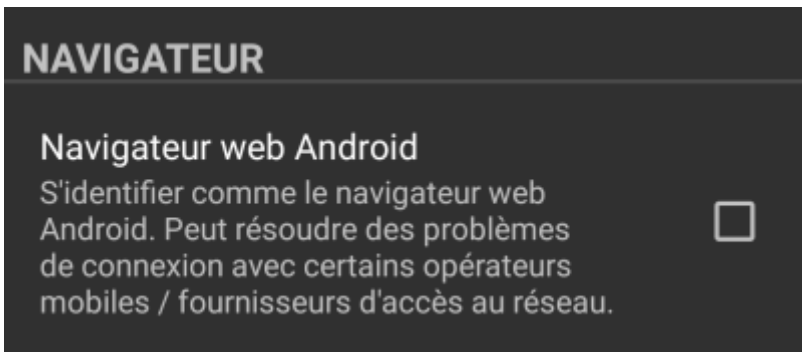 NAVIGATEUR
Navigateur web Android
S'identifier comme le navigateur web
Android. Peut résoudre des problèmes
de connexion avec certains opérateurs
mobiles / fournisseurs d'accès au réseau.